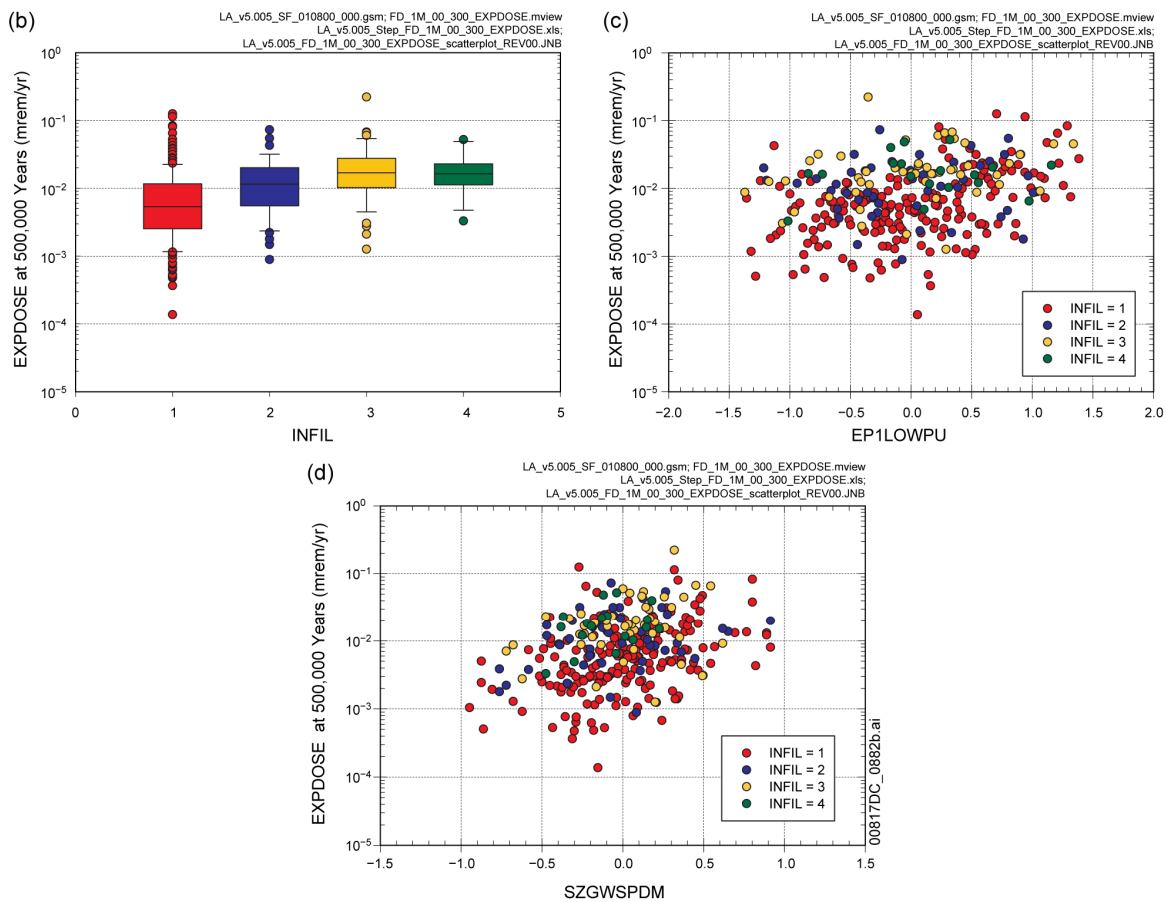 (b)
LA_v5.005_SF_010800_000.gsm; FD_1M_00_300_EXPDOSE.mview
LA_v5.005_Step_FD_1M_00_300_EXPDOSE.xls;
LA_v5.005_FD_1M_00_300_EXPDOSE_scatterplot_REV00.JNB
EXPDOSE at 500,000 Years (mrem/yr)
10⁰
10⁻¹
10⁻²
10⁻³
10⁻⁴
10⁻⁵
0 1 2 3 4 5
INFIL
(c)
LA_v5.005_SF_010800_000.gsm; FD_1M_00_300_EXPDOSE.mview
LA_v5.005_Step_FD_1M_00_300_EXPDOSE.xls;
LA_v5.005_FD_1M_00_300_EXPDOSE_scatterplot_REV00.JNB
EXPDOSE at 500,000 Years (mrem/yr)
10⁰
10⁻¹
10⁻²
10⁻³
10⁻⁴
10⁻⁵
INFIL = 1
INFIL = 2
INFIL = 3
INFIL = 4
−2.0 −1.5 −1.0 −0.5 0.0 0.5 1.0 1.5 2.0
EP1LOWPU
(d)
LA_v5.005_SF_010800_000.gsm; FD_1M_00_300_EXPDOSE.mview
LA_v5.005_Step_FD_1M_00_300_EXPDOSE.xls;
LA_v5.005_FD_1M_00_300_EXPDOSE_scatterplot_REV00.JNB
EXPDOSE at 500,000 Years (mrem/yr)
10⁰
10⁻¹
10⁻²
10⁻³
10⁻⁴
10⁻⁵
INFIL = 1
INFIL = 2
INFIL = 3
INFIL = 4
−1.5 −1.0 −0.5 0.0 0.5 1.0 1.5
SZGWSPDM
00817DC_0882b.ai